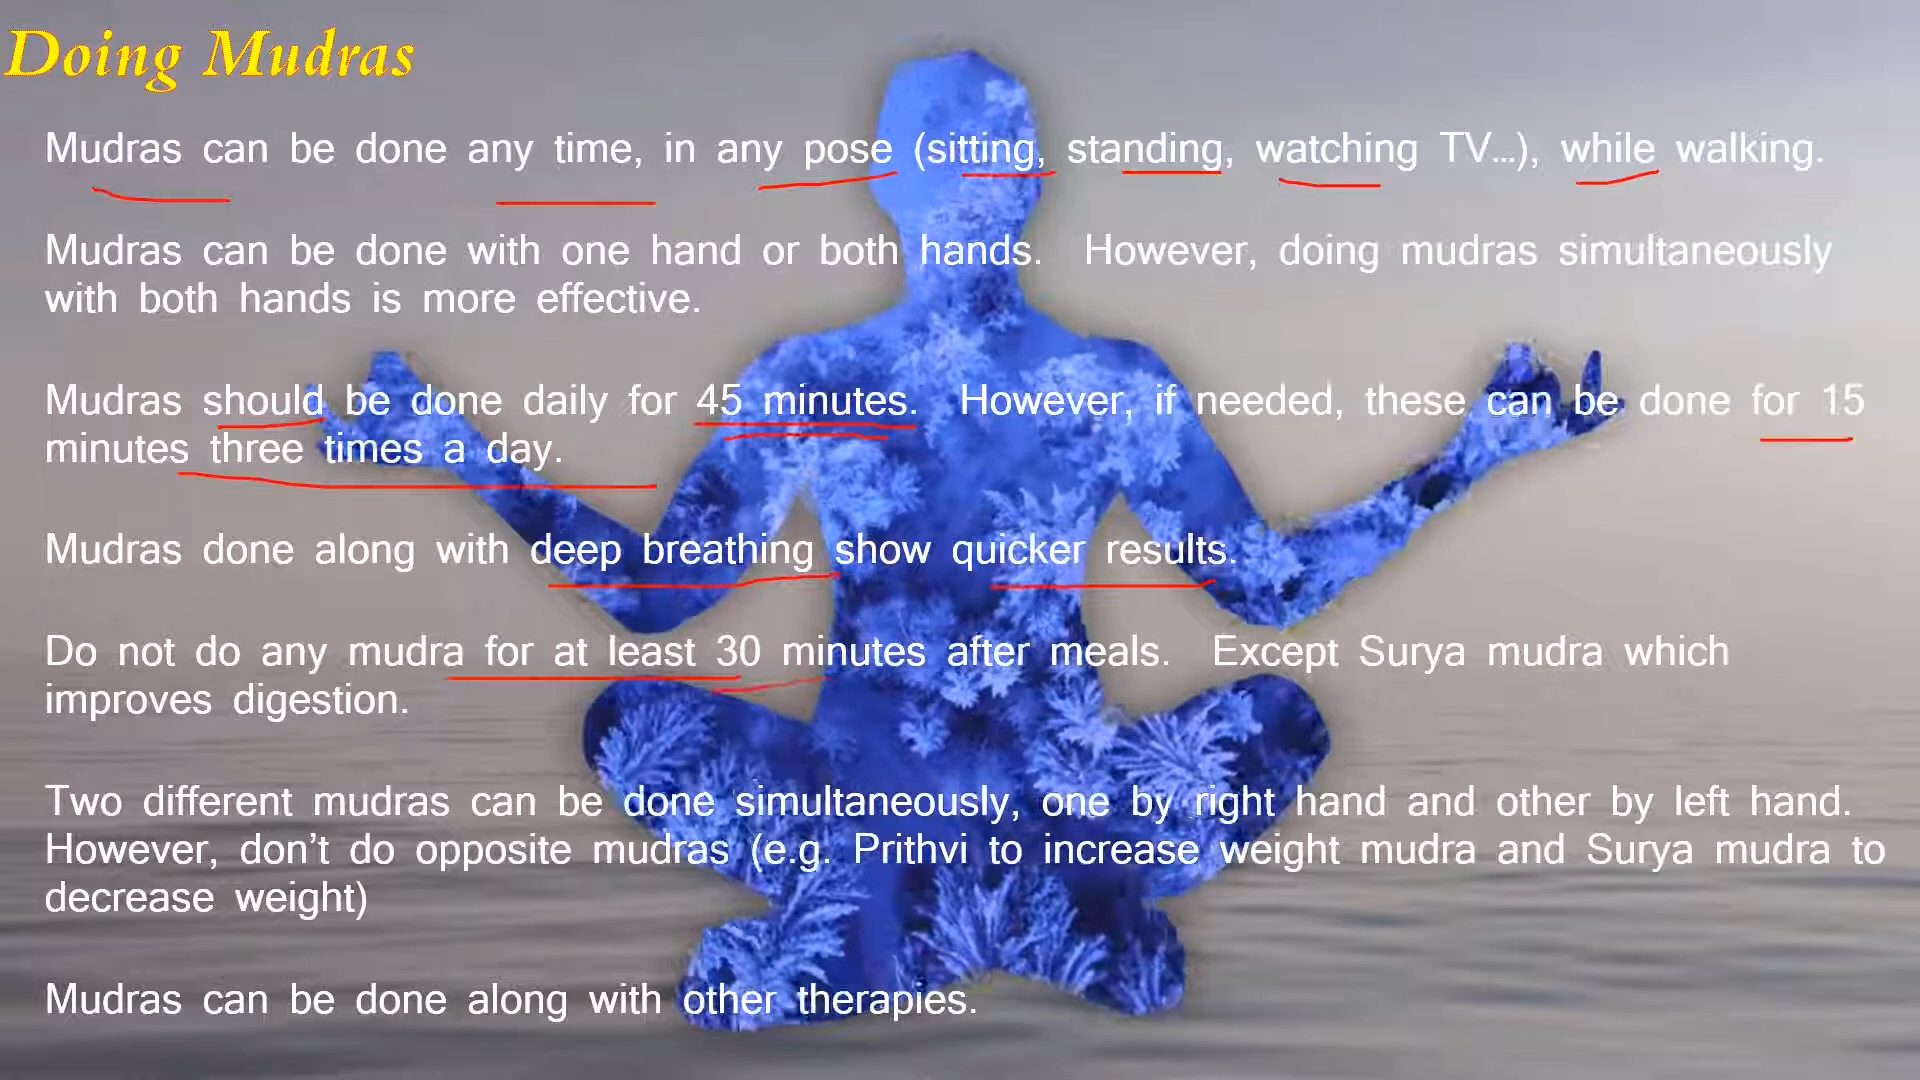 Doing Mudras
Mudras can be done any time, in any pose (sitting, standing, watching TV...), while walking.
Mudras can be done with one hand or both hands. However, doing mudras simultaneously
with both hands is more effective.
Mudras should be done daily for 45 minutes. However, if needed, these can be done for 15
minutes three times a day.
Mudras done along with deep breathing show quicker results.
Do not do any mudra for at least 30 minutes after meals. Except Surya mudra which
improves digestion.
Two different mudras can be done simultaneously, one by right hand and other by left hand.
However, don’t do opposite mudras (e.g. Prithvi to increase weight mudra and Surya mudra to
decrease weight)
Mudras can be done along with other therapies.